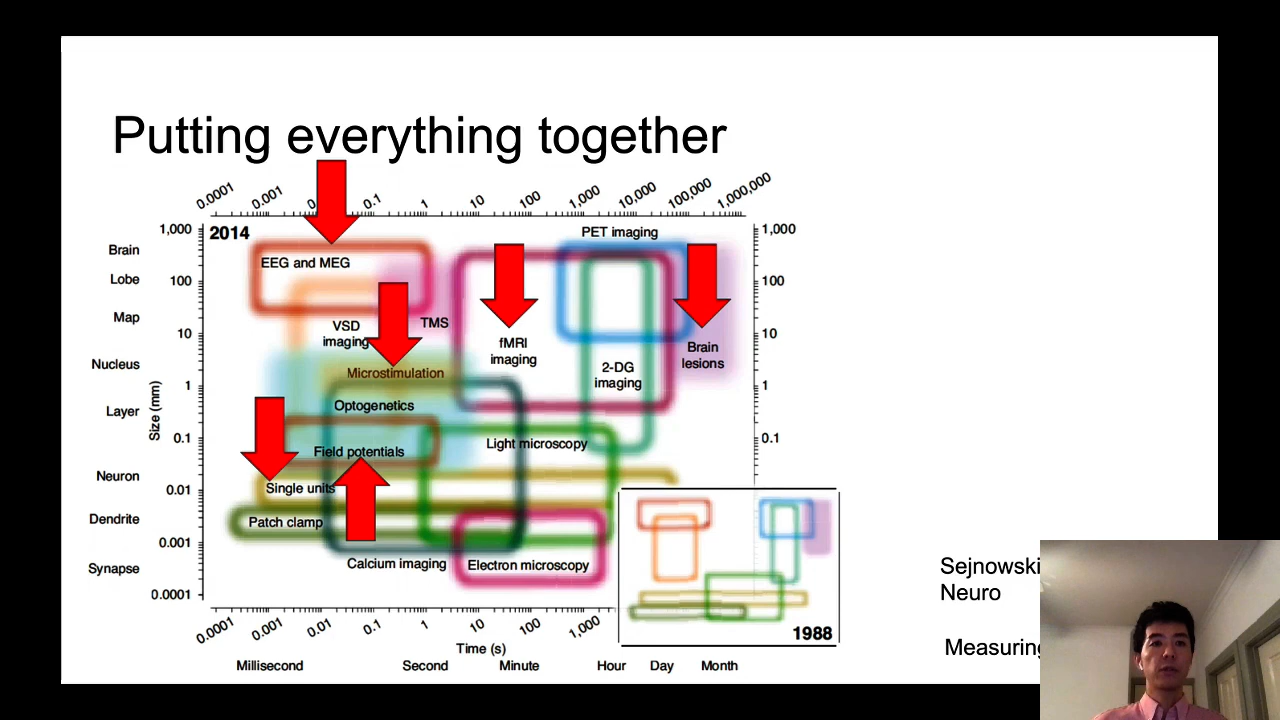 Putting everything together
0.0001 0.001 0.1 1 10 100 1,000 10,000 100,000 1,000,000
2014
1,000 1,000
Brain
Lobe 100 100
Map
10 10
Nucleus
1 1
Layer
0.1 0.1
Neuron
0.01
Dendrite
0.001
Synapse
0.0001
Size (mm)
PET imaging
EEG and MEG
VSD
imaging
TMS
fMRI
imaging
Brain
lesions
2-DG
imaging
Microstimulation
Optogenetics
Light microscopy
Field potentials
Single units
Patch clamp
Calcium imaging
Electron microscopy
1988
0.0001 0.001 0.01 0.1 1 10 100 1,000
Time (s)
Millisecond Second Minute Hour Day Month
Sejnowski
Neuro
Measuring